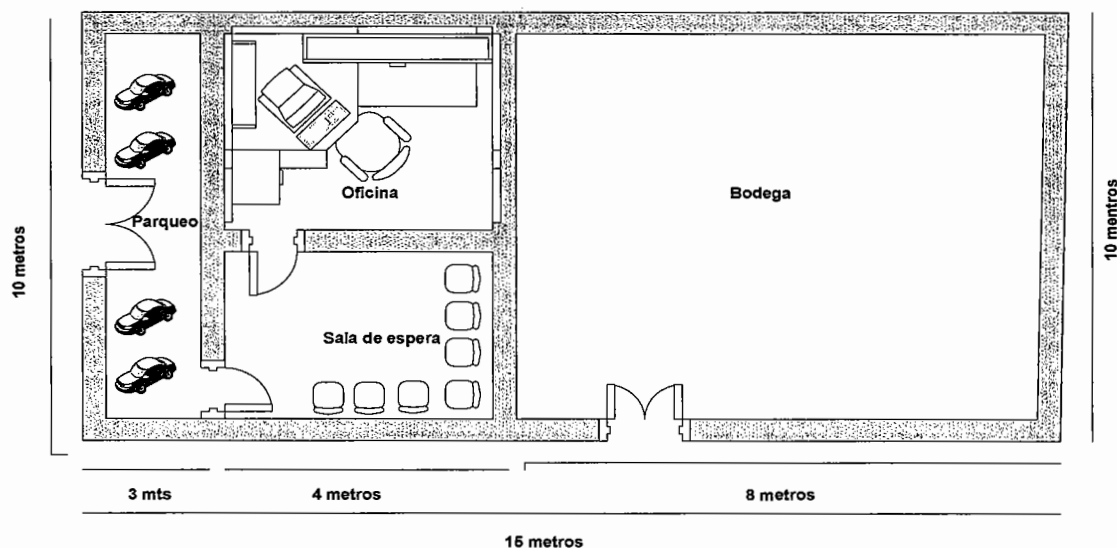 Oficina
Bodega
Parqueo
10 metros
10 mentros
Sala de espera
3 mts
4 metros
8 metros
15 metros